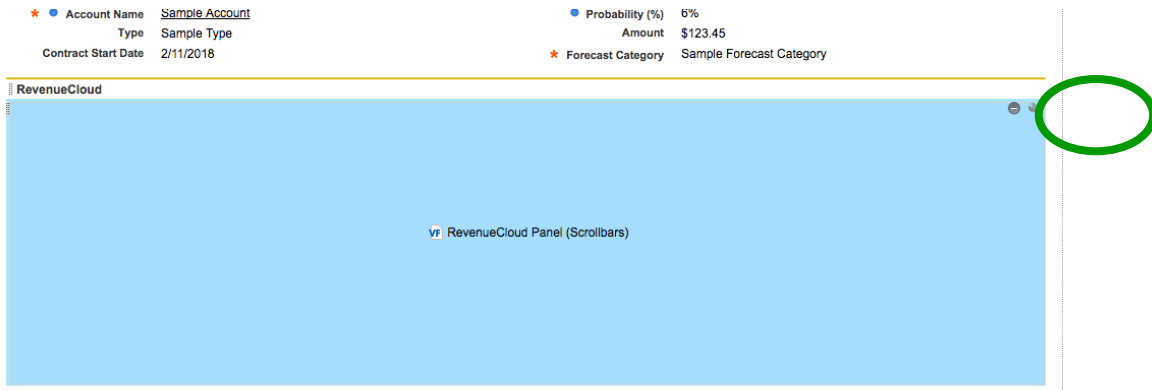 * Account Name Sample Account Probability (%) 6%
Type Sample Type Amount $123.45
Contract Start Date 2/11/2018 * Forecast Category Sample Forecast Category
RevenueCloud
VF RevenueCloud Panel (Scrollbars)